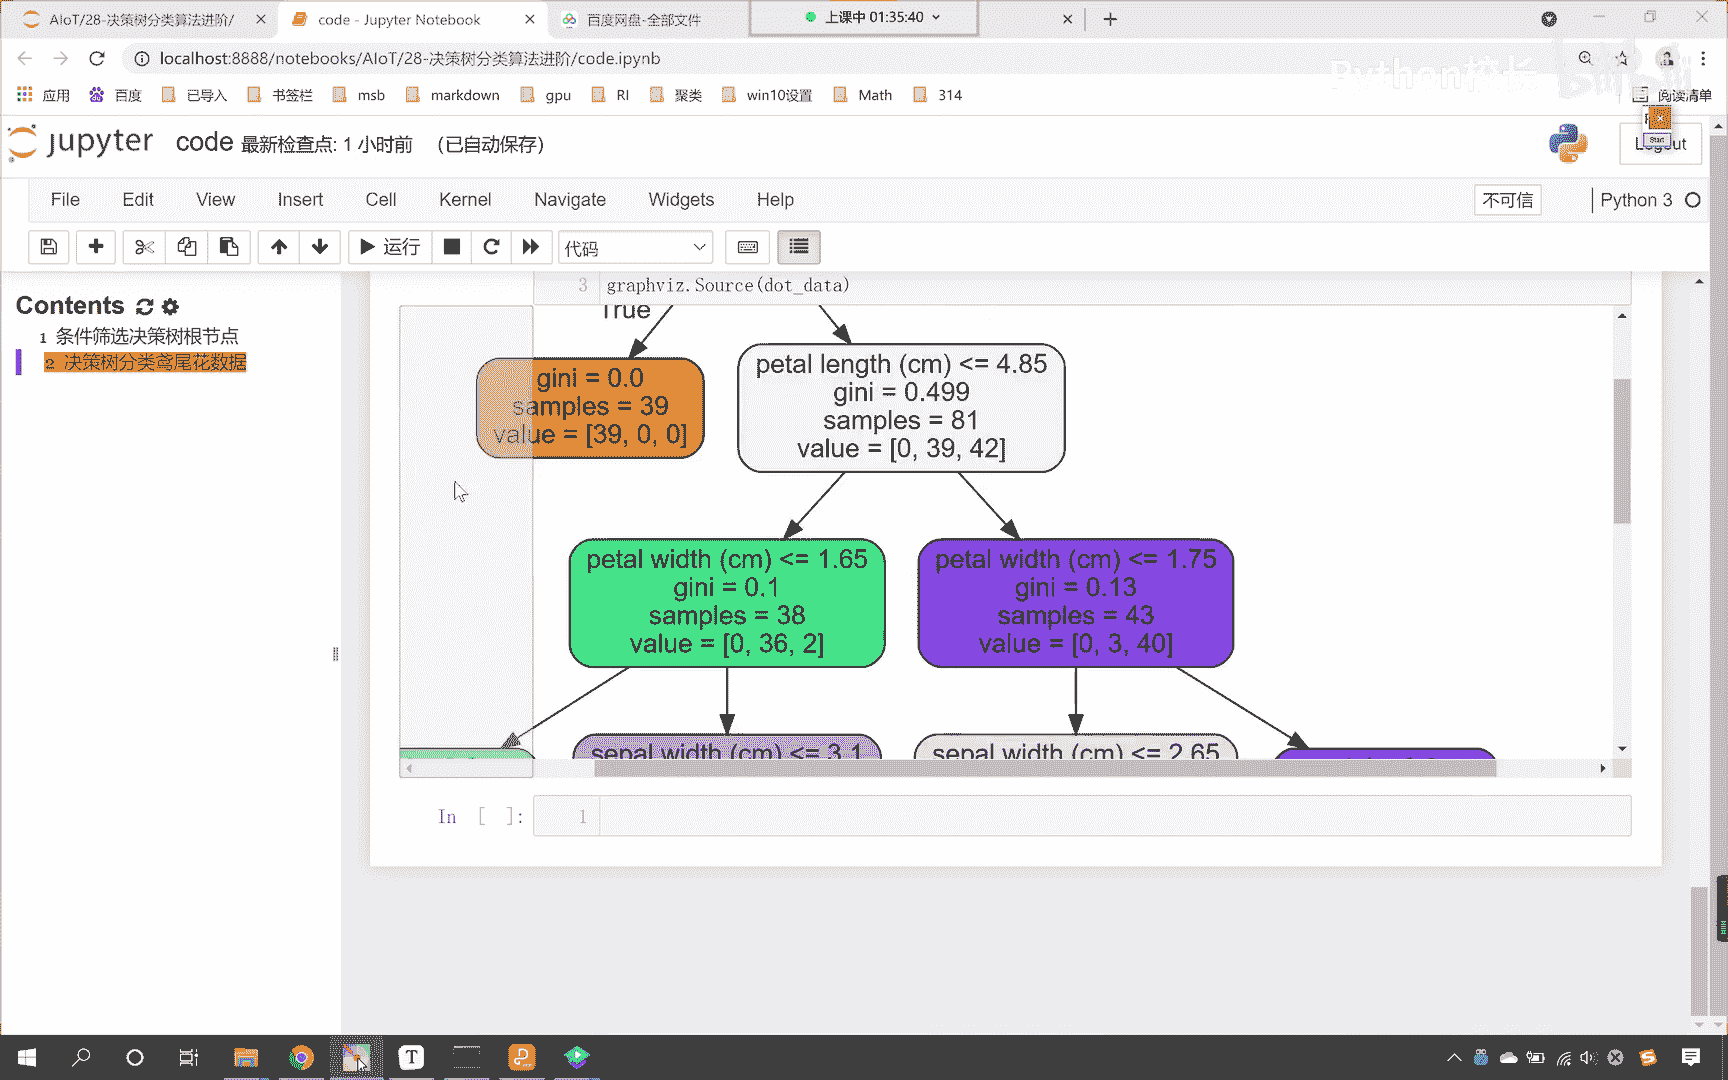 AIoT/28-决策树分类算法进阶/
code - Jupyter Notebook
百度网盘-全部文件
上课中 01:35:40
localhost:8888/notebooks/AIoT/28-决策树分类算法进阶/code.ipynb
Python校长
应用
百度
已导入
书签栏
msb
markdown
gpu
RI
聚类
win10设置
Math
314
阅读清单
jupyter
code 最新检查点: 1 小时前 (已自动保存)
Start
Logout
File
Edit
View
Insert
Cell
Kernel
Navigate
Widgets
Help
不可信
Python 3
运行
代码
Contents
1 条件筛选决策树根节点
2 决策树分类鸢尾花数据
3 graphviz.Source(dot_data)
True
gini = 0.0
samples = 39
value = [39, 0, 0]
petal length (cm) <= 4.85
gini = 0.499
samples = 81
value = [0, 39, 42]
petal width (cm) <= 1.65
gini = 0.1
samples = 38
value = [0, 36, 2]
petal width (cm) <= 1.75
gini = 0.13
samples = 43
value = [0, 3, 40]
sepal width (cm) <= 3.1
sepal width (cm) <= 2.65
In [ ]: 1